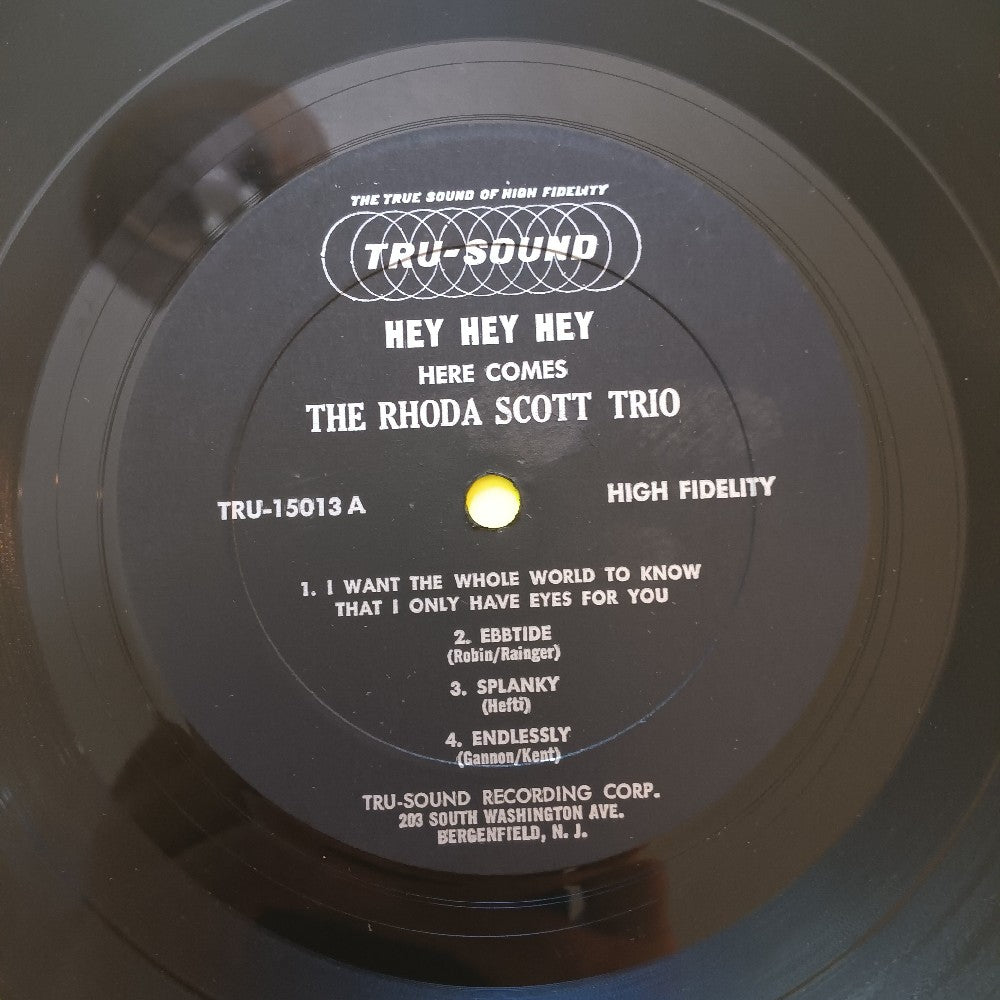 THE TRUE SOUND OF HIGH FIDELITY
TRU-SOUND
HEY HEY HEY
HERE COMES
THE RHODA SCOTT TRIO
TRU-15013 A
HIGH FIDELITY
1. I WANT THE WHOLE WORLD TO KNOW
THAT I ONLY HAVE EYES FOR YOU
2. EBBTIDE
(Robin/Rainger)
3. SPLANKY
(Hefti)
4. ENDLESSLY
(Gannon/Kent)
TRU-SOUND RECORDING CORP.
203 SOUTH WASHINGTON AVE.
BERGENFIELD, N. J.